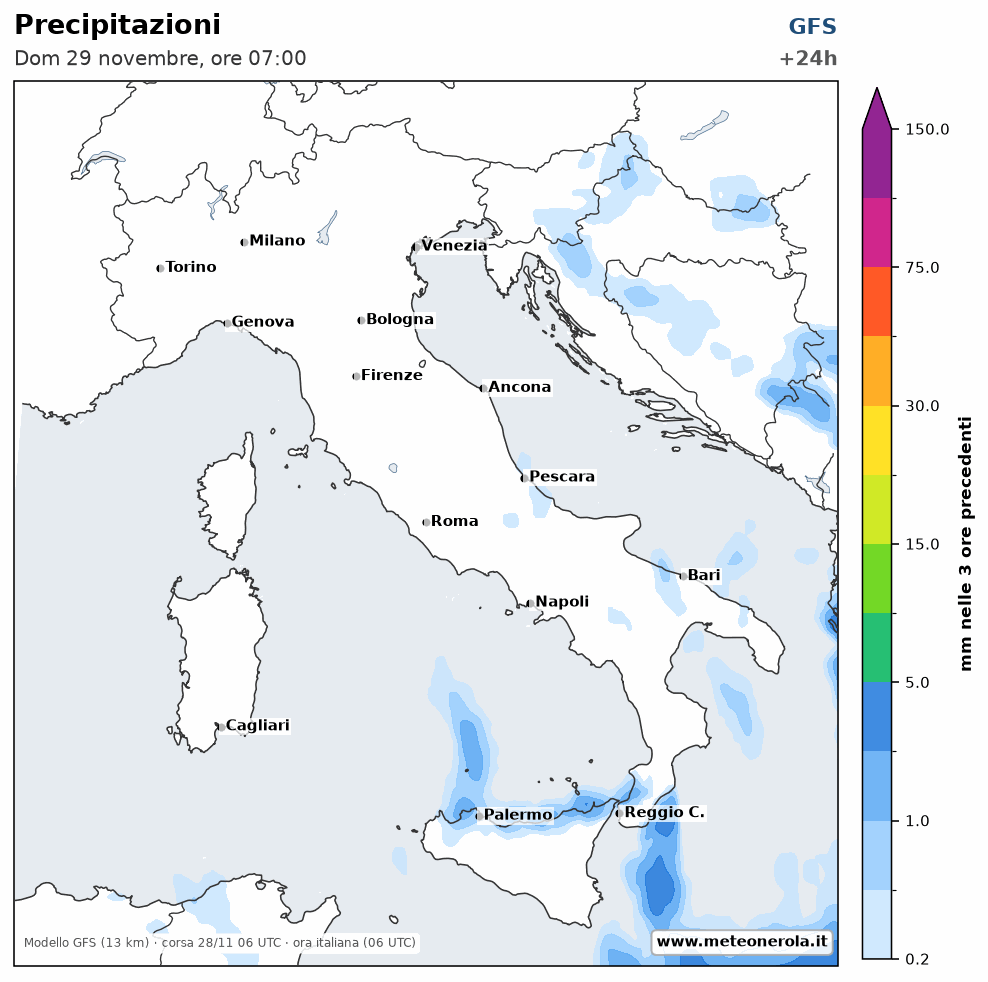 Precipitazioni
GFS
Dom 29 novembre, ore 07:00
+24h
150.0
75.0
30.0
15.0
5.0
1.0
0.2
mm nelle 3 ore precedenti
Milano
Venezia
Torino
Genova
Bologna
Firenze
Ancona
Pescara
Roma
Bari
Napoli
Cagliari
Palermo
Reggio C.
Modello GFS (13 km) · corsa 28/11 06 UTC · ora italiana (06 UTC)
www.meteonerola.it